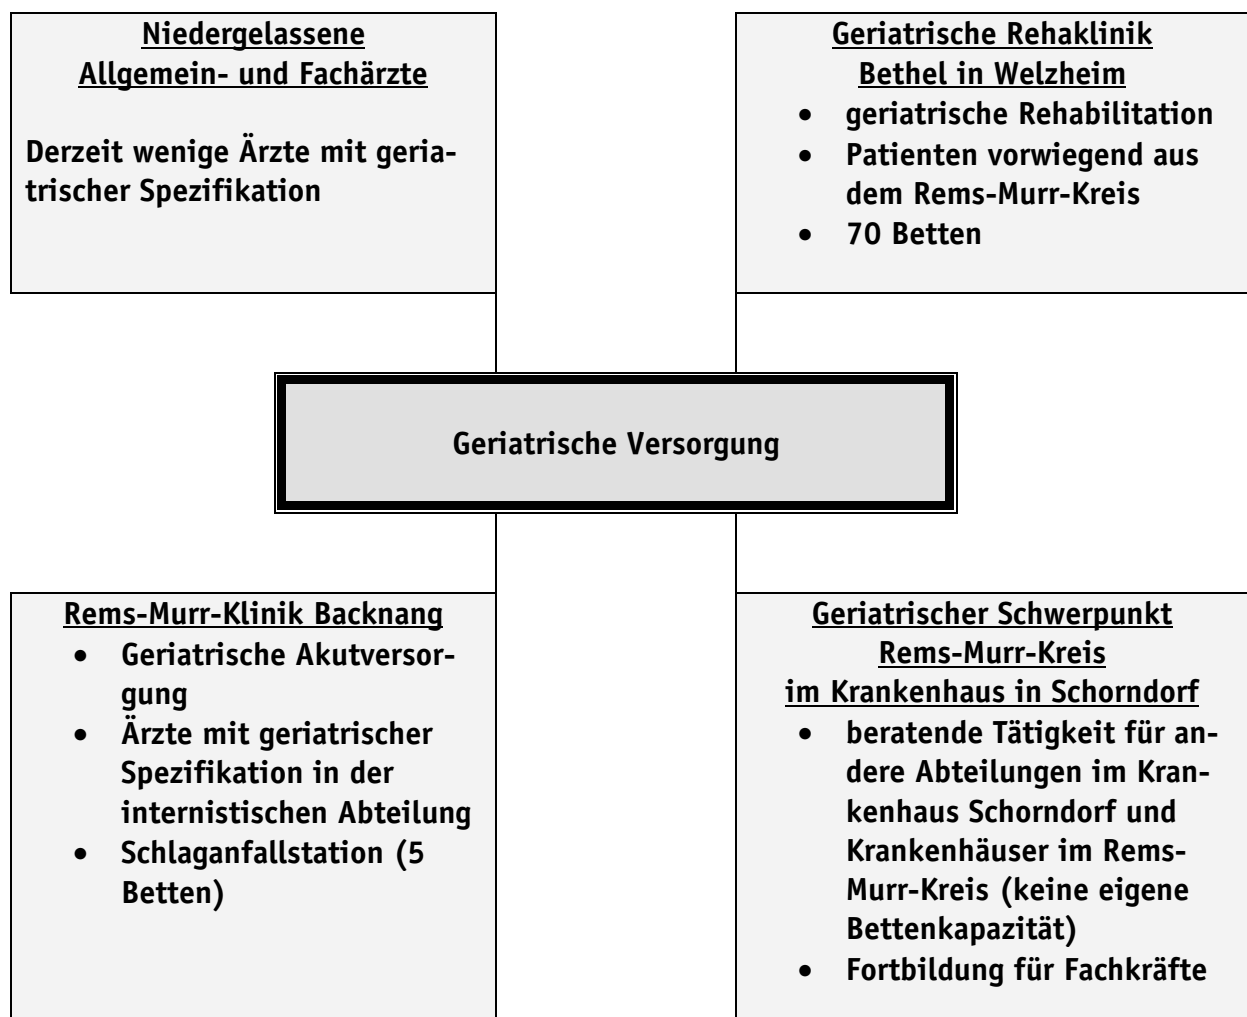 Niedergelassene
Allgemein- und Fachärzte
Derzeit wenige Ärzte mit geria-
trischer Spezifikation
Geriatrische Rehaklinik
Bethel in Welzheim
• geriatrische Rehabilitation
• Patienten vorwiegend aus
dem Rems-Murr-Kreis
• 70 Betten
Geriatrische Versorgung
Rems-Murr-Klinik Backnang
• Geriatrische Akutversor-
gung
• Ärzte mit geriatrischer
Spezifikation in der
internistischen Abteilung
• Schlaganfallstation (5
Betten)
Geriatrischer Schwerpunkt
Rems-Murr-Kreis
im Krankenhaus in Schorndorf
• beratende Tätigkeit für an-
dere Abteilungen im Kran-
kenhaus Schorndorf und
Krankenhäuser im Rems-
Murr-Kreis (keine eigene
Bettenkapazität)
• Fortbildung für Fachkräfte